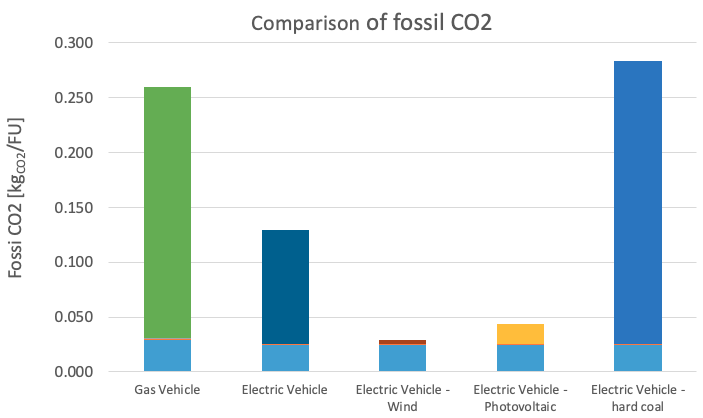 Comparison of fossil CO2
Fossi CO2 [kgCO2/FU]
0.300
0.250
0.200
0.150
0.100
0.050
0.000
Gas Vehicle
Electric Vehicle
Electric Vehicle -
Wind
Electric Vehicle -
Photovoltaic
Electric Vehicle -
hard coal